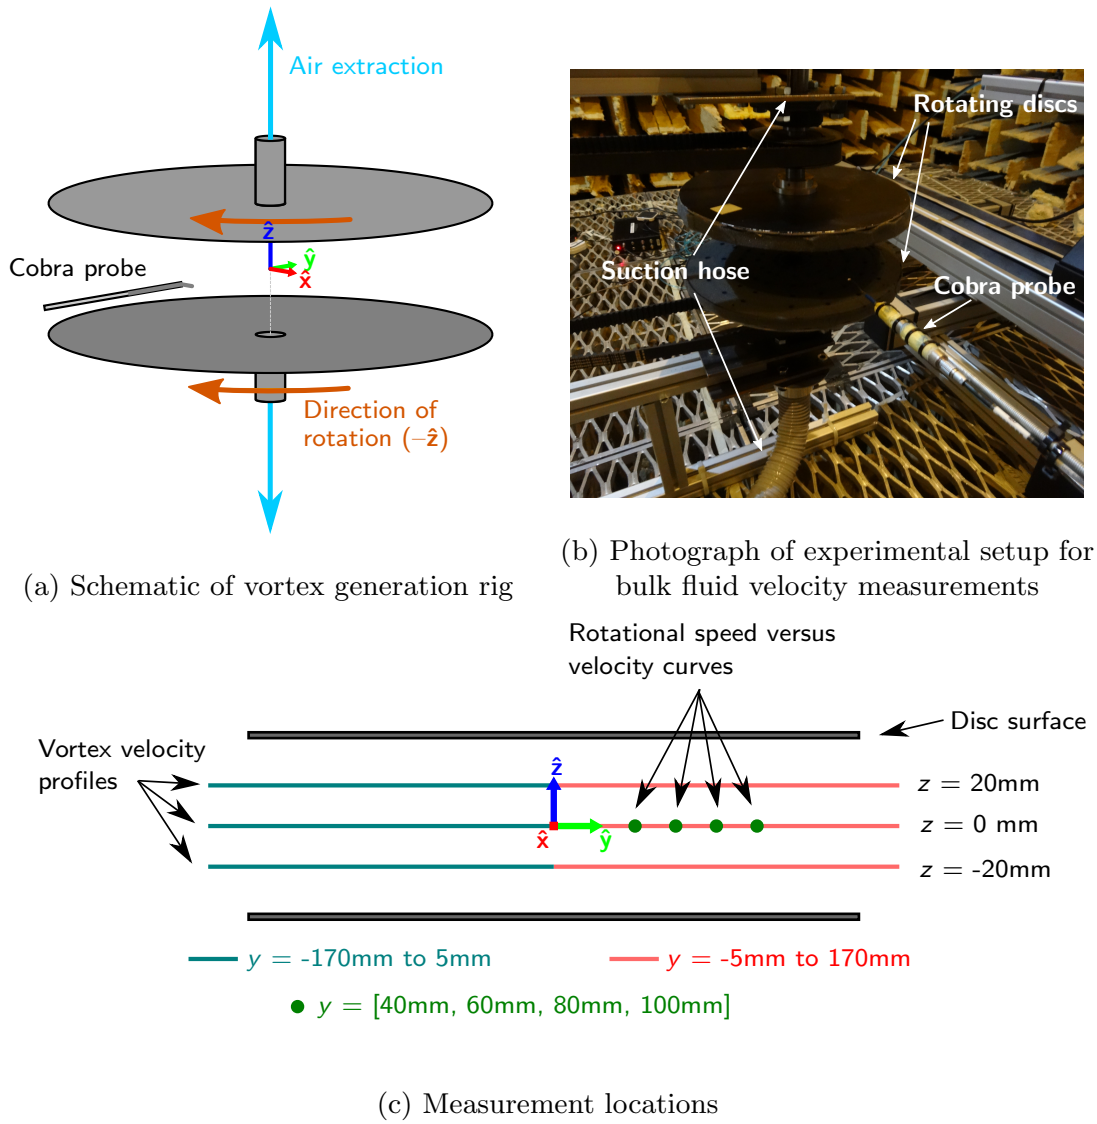 Air extraction
ẑ
ŷ
x̂
Cobra probe
Direction of
rotation (–ẑ)
Rotating discs
Suction hose
Cobra probe
(a) Schematic of vortex generation rig
(b) Photograph of experimental setup for
bulk fluid velocity measurements
Rotational speed versus
velocity curves
Disc surface
Vortex velocity
profiles
ẑ
x̂
ŷ
z = 20mm
z = 0 mm
z = -20mm
y = -170mm to 5mm
y = -5mm to 170mm
y = [40mm, 60mm, 80mm, 100mm]
(c) Measurement locations